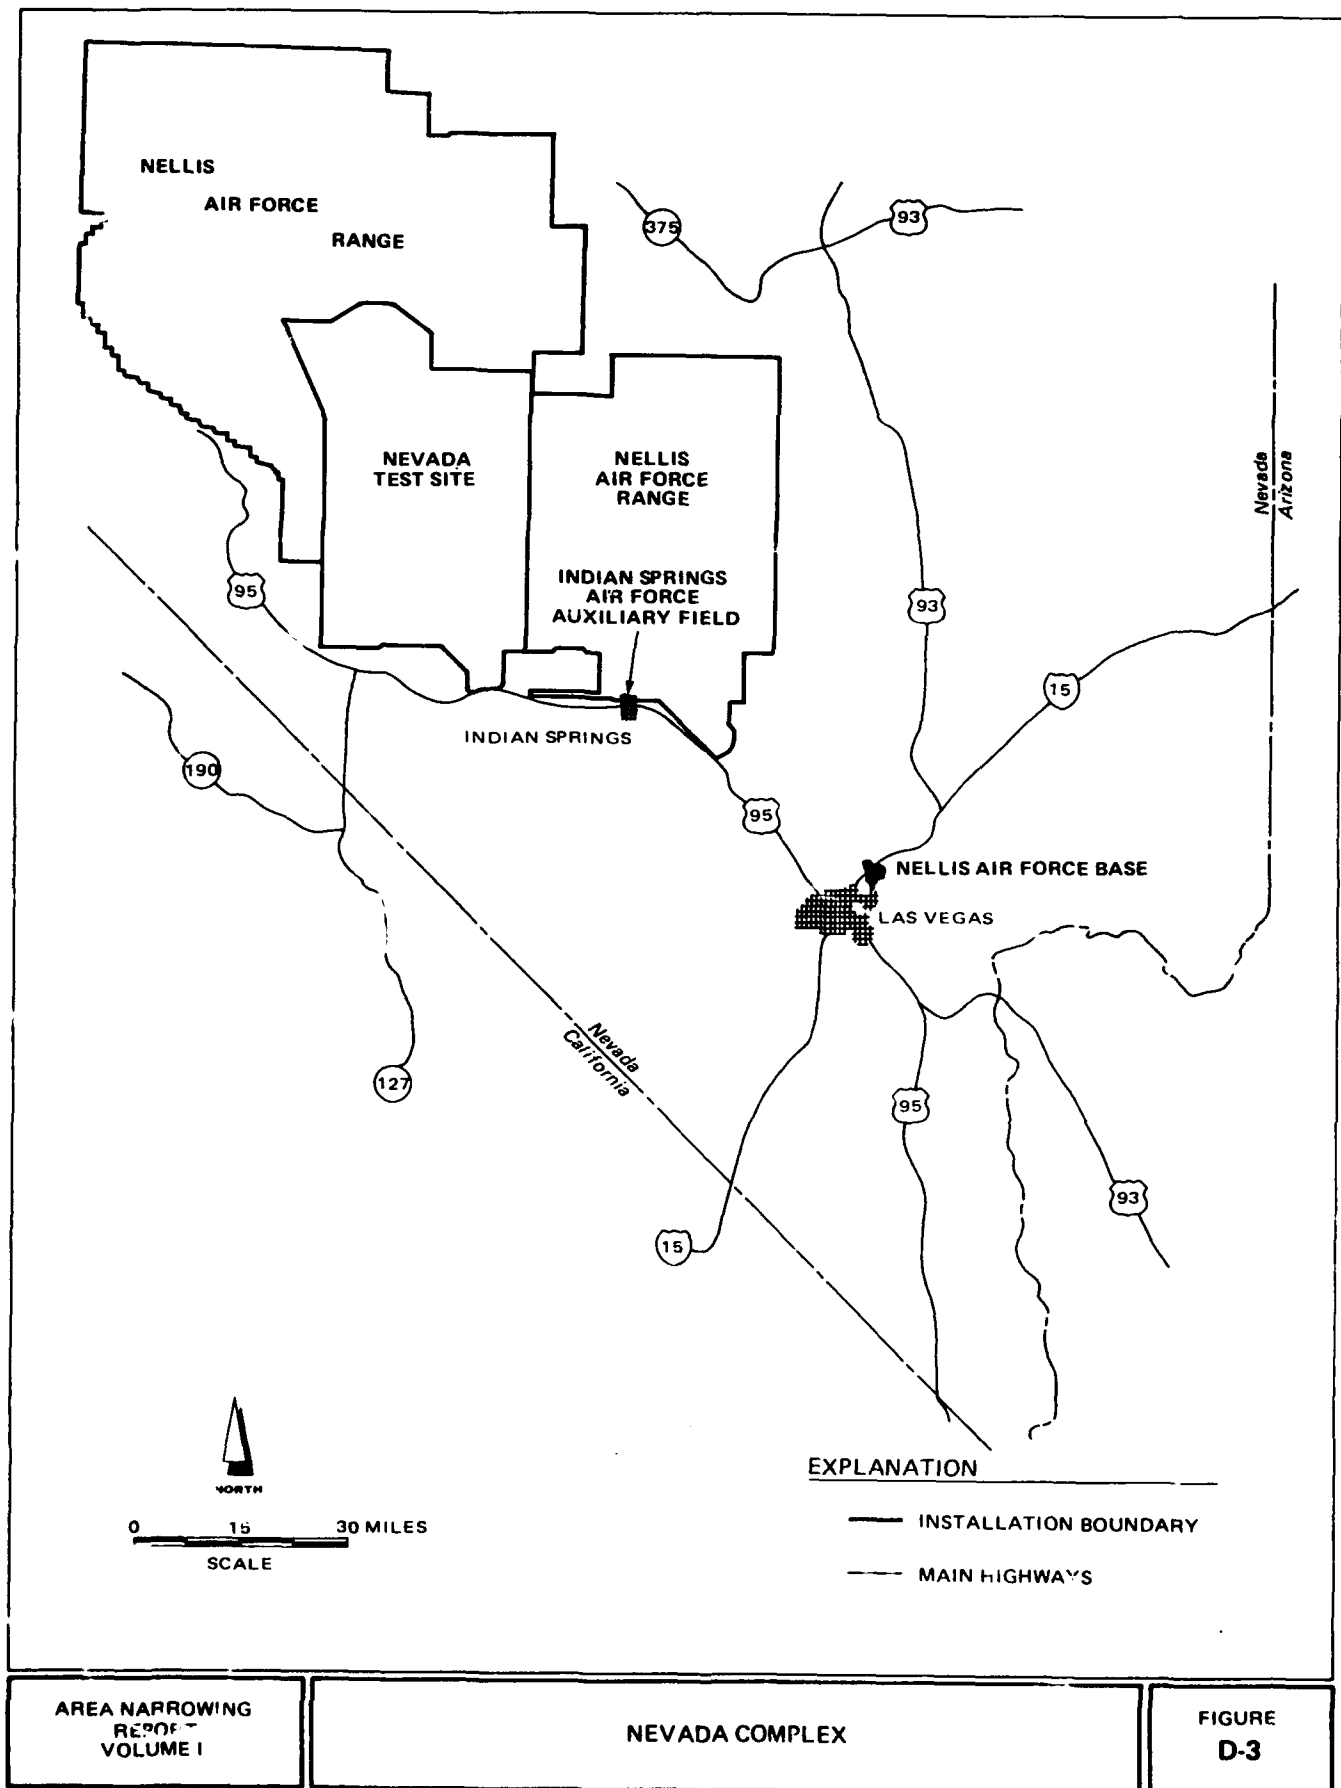 NELLIS
AIR FORCE
RANGE
375
93
NEVADA
TEST SITE
NELLIS
AIR FORCE
RANGE
Nevada
Arizona
INDIAN SPRINGS
AIR FORCE
AUXILIARY FIELD
95
93
15
INDIAN SPRINGS
190
95
NELLIS AIR FORCE BASE
LAS VEGAS
Nevada
California
127
95
93
15
NORTH
0 15 30 MILES
SCALE
EXPLANATION
INSTALLATION BOUNDARY
MAIN HIGHWAYS
AREA NARROWING
REPORT
VOLUME I
NEVADA COMPLEX
FIGURE
D-3